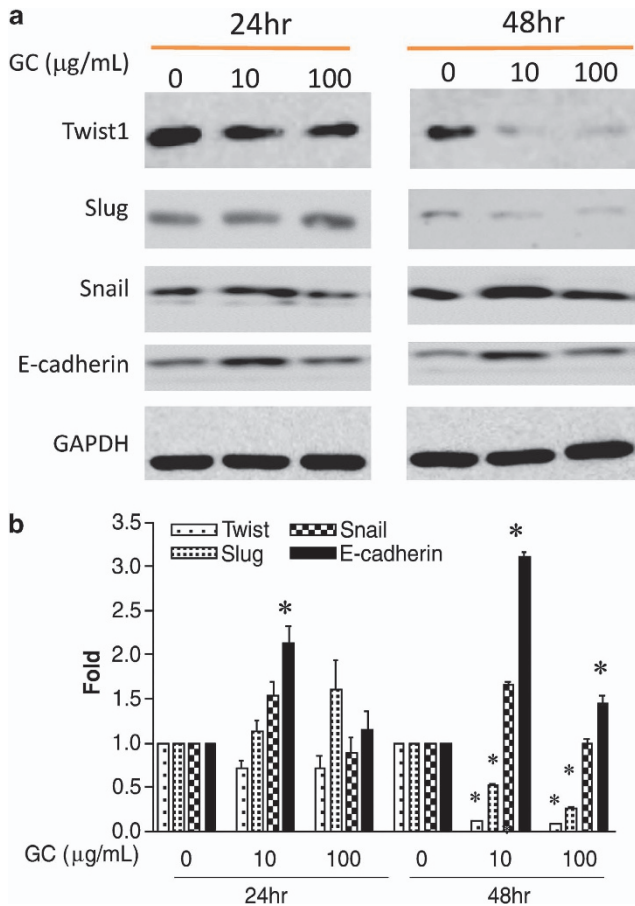 a
24hr 48hr
GC (μg/mL) 0 10 100 0 10 100
Twist1
Slug
Snail
E-cadherin
GAPDH
b
Twist Snail
Slug E-cadherin
3.5
3.0
2.5
2.0
1.5
1.0
0.5
0.0
Fold
* * * * * * *
GC (μg/mL) 0 10 100 0 10 100
24hr 48hr